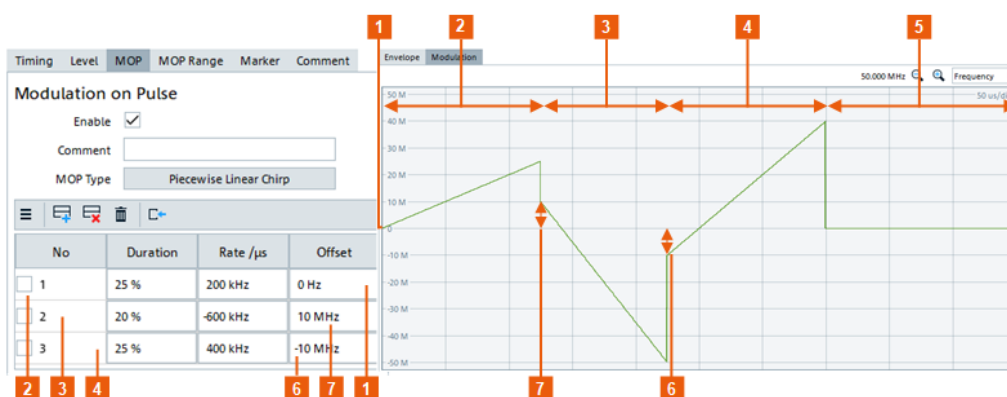 1 2 3 4 5
Timing Level MOP MOP Range Marker Comment
Envelope Modulation
50.000 MHz Frequency
Modulation on Pulse
50 M
50 us/di
Enable
40 M
Comment
30 M
MOP Type Piecewise Linear Chirp
20 M
10 M
0
No Duration Rate /µs Offset
-10 M
1 25 % 200 kHz 0 Hz
-20 M
2 20 % -600 kHz 10 MHz
-30 M
3 25 % 400 kHz -10 MHz
-40 M
-50 M
2 3 4 6 7 1 7 6